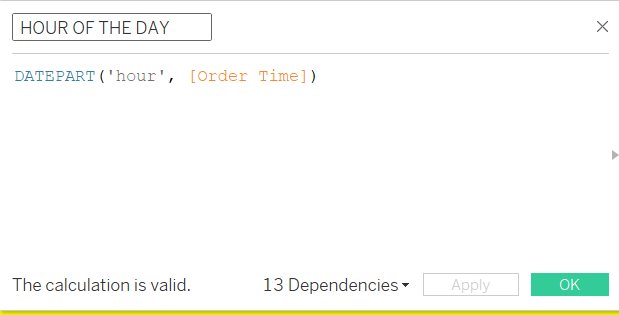 HOUR OF THE DAY
DATEPART('hour', [Order Time])
The calculation is valid.
13 Dependencies
Apply
OK